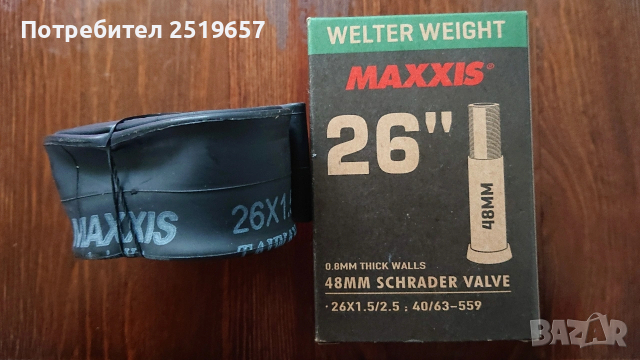 Потребител 2519657
WELTER WEIGHT
MAXXIS®
26"
48MM
0.8MM THICK WALLS
48MM SCHRADER VALVE
·26X1.5/2.5 ; 40/63-559
MAXXIS
26X1.
BAZAR